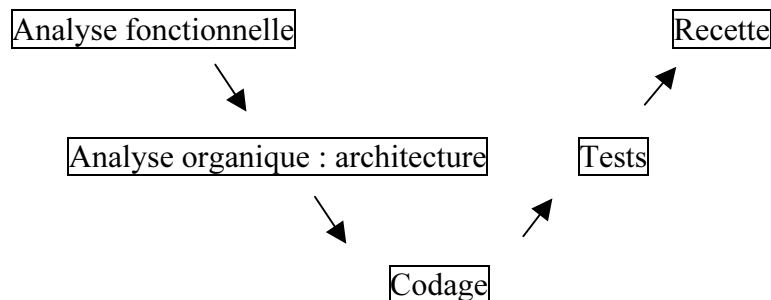 Analyse fonctionnelle
Recette
Analyse organique : architecture
Tests
Codage